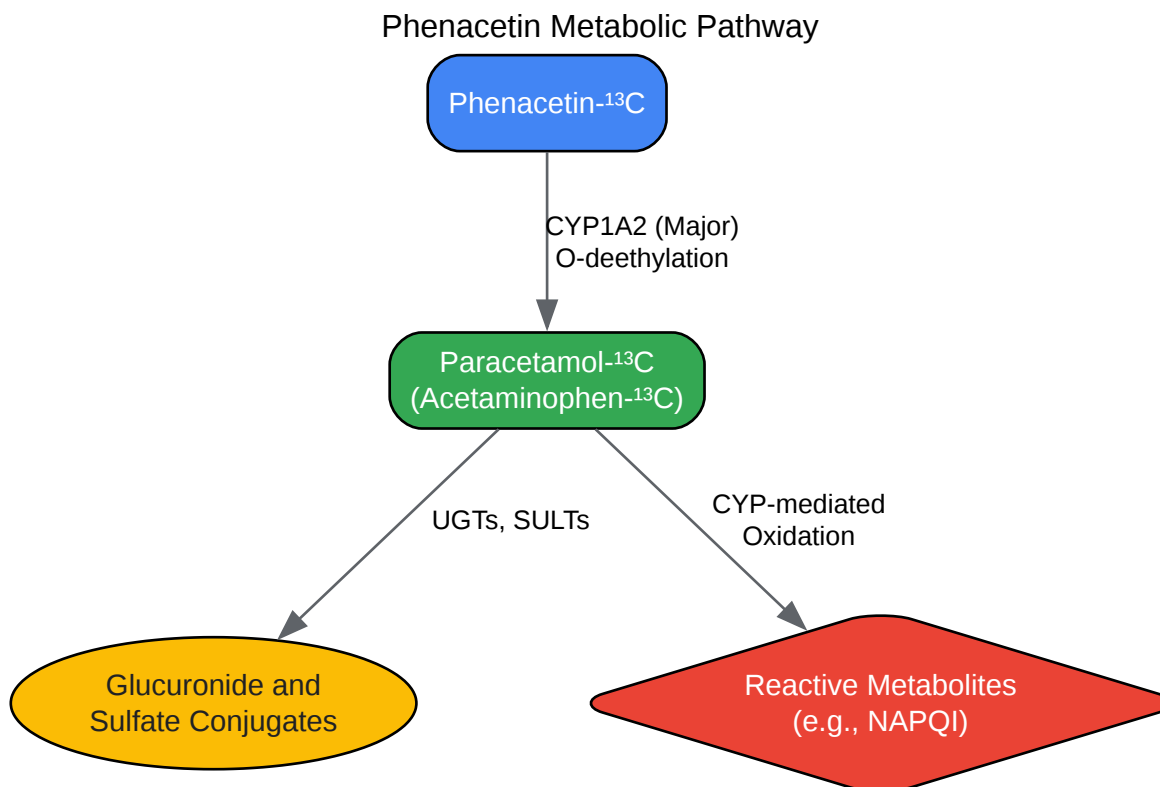 Phenacetin Metabolic Pathway
Phenacetin-¹³C
CYP1A2 (Major)
O-deethylation
Paracetamol-¹³C
(Acetaminophen-¹³C)
UGTs, SULTs
CYP-mediated
Oxidation
Glucuronide and
Sulfate Conjugates
Reactive Metabolites
(e.g., NAPQI)